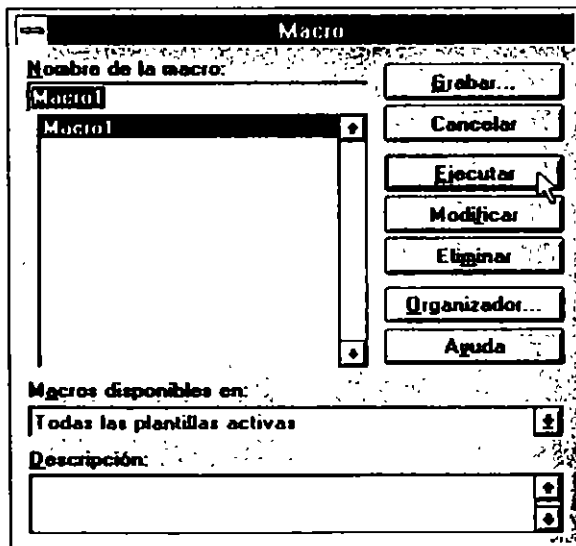 Macro
Nombre de la macro:
Macro1
Macro1
Grabar...
Cancelar
Ejecutar
Modificar
Eliminar
Organizador...
Ayuda
Macros disponibles en:
Todas las plantillas activas
Descripción: